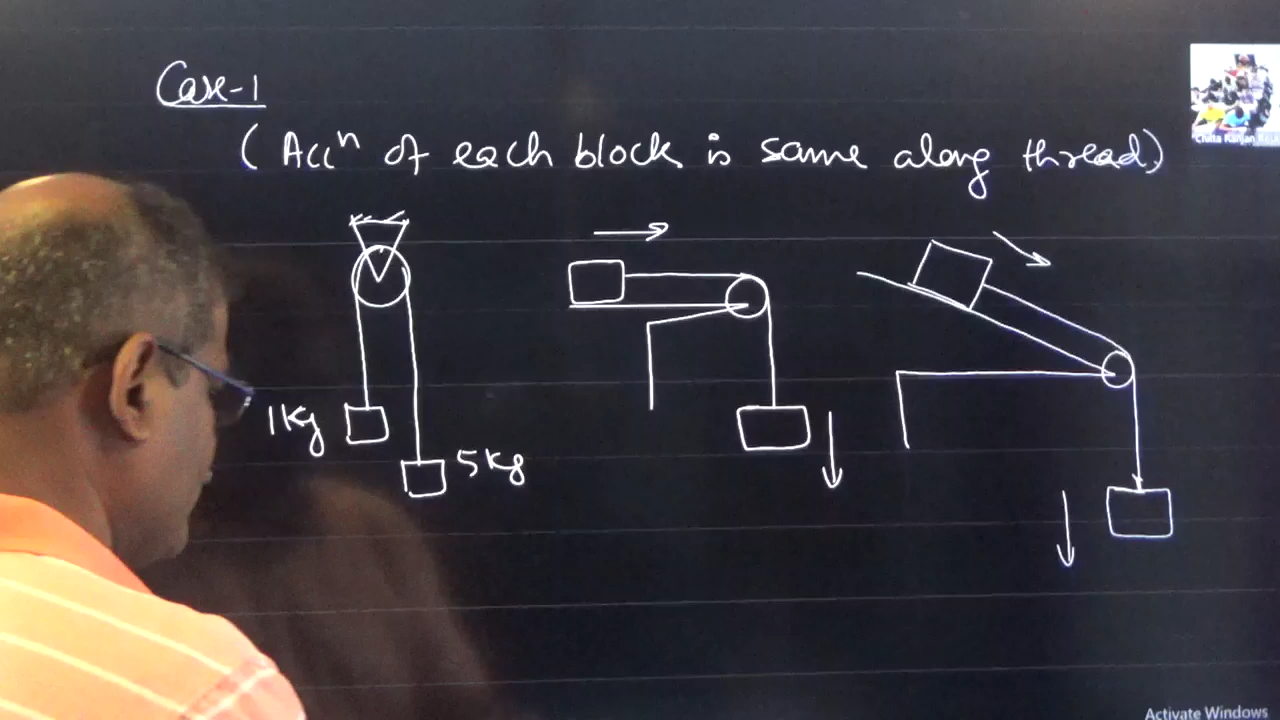 Case-1
( Accⁿ of each block is same along thread)
1Kg
5Kg
Activate Windows